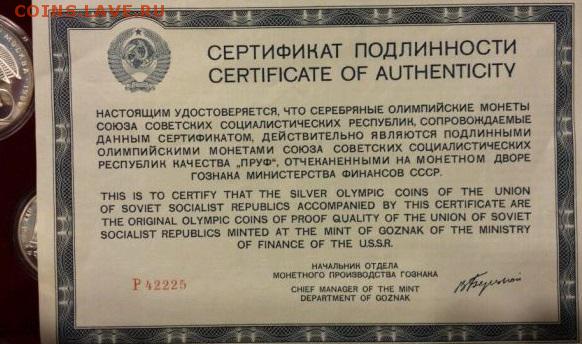 COINS.LAVE.RU
СЕРТИФИКАТ ПОДЛИННОСТИ
CERTIFICATE OF AUTHENTICITY
НАСТОЯЩИМ УДОСТОВЕРЯЕТСЯ, ЧТО СЕРЕБРЯНЫЕ ОЛИМПИЙСКИЕ МОНЕТЫ
СОЮЗА СОВЕТСКИХ СОЦИАЛИСТИЧЕСКИХ РЕСПУБЛИК, СОПРОВОЖДАЕМЫЕ
ДАННЫМ СЕРТИФИКАТОМ, ДЕЙСТВИТЕЛЬНО ЯВЛЯЮТСЯ ПОДЛИННЫМИ
ОЛИМПИЙСКИМИ МОНЕТАМИ СОЮЗА СОВЕТСКИХ СОЦИАЛИСТИЧЕСКИХ
РЕСПУБЛИК КАЧЕСТВА „ПРУФ", ОТЧЕКАНЕННЫМИ НА МОНЕТНОМ ДВОРЕ
ГОЗНАКА МИНИСТЕРСТВА ФИНАНСОВ СССР.
THIS IS TO CERTIFY THAT THE SILVER OLYMPIC COINS OF THE UNION
OF SOVIET SOCIALIST REPUBLICS ACCOMPANIED BY THIS CERTIFICATE ARE
THE ORIGINAL OLYMPIC COINS OF PROOF QUALITY OF THE UNION OF SOVIET
SOCIALIST REPUBLICS MINTED AT THE MINT OF GOZNAK OF THE MINISTRY
OF FINANCE OF THE U.S.S.R.
НАЧАЛЬНИК ОТДЕЛА
МОНЕТНОГО ПРОИЗВОДСТВА ГОЗНАКА
P 42225
CHIEF MANAGER OF THE MINT
DEPARTMENT OF GOZNAK